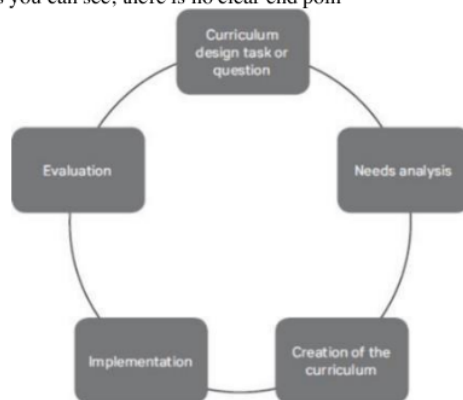 you can see, there is no clear end poin
Curriculum
design task or
question
Needs analysis
Creation of the
curriculum
Implementation
Evaluation